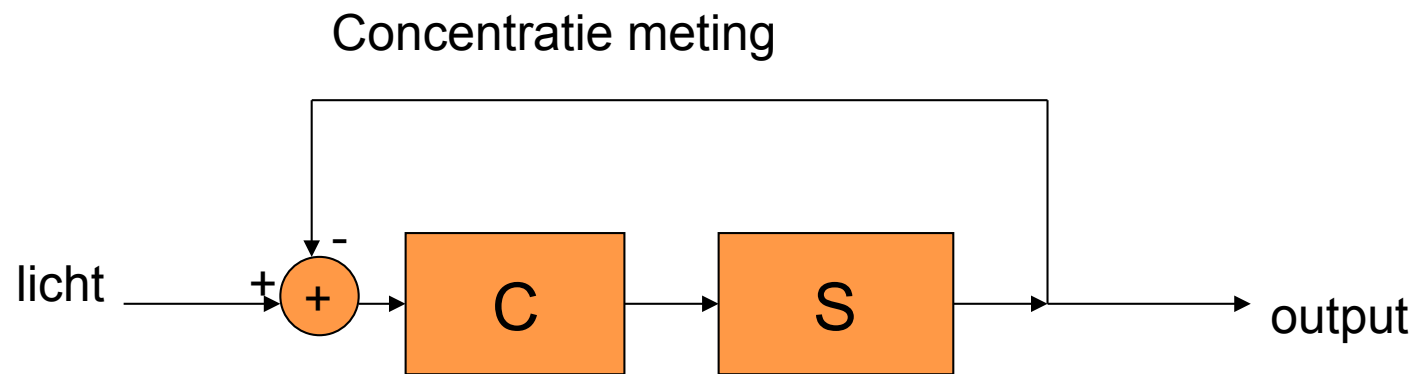 Concentratie meting
-
licht
+
+
C
S
output